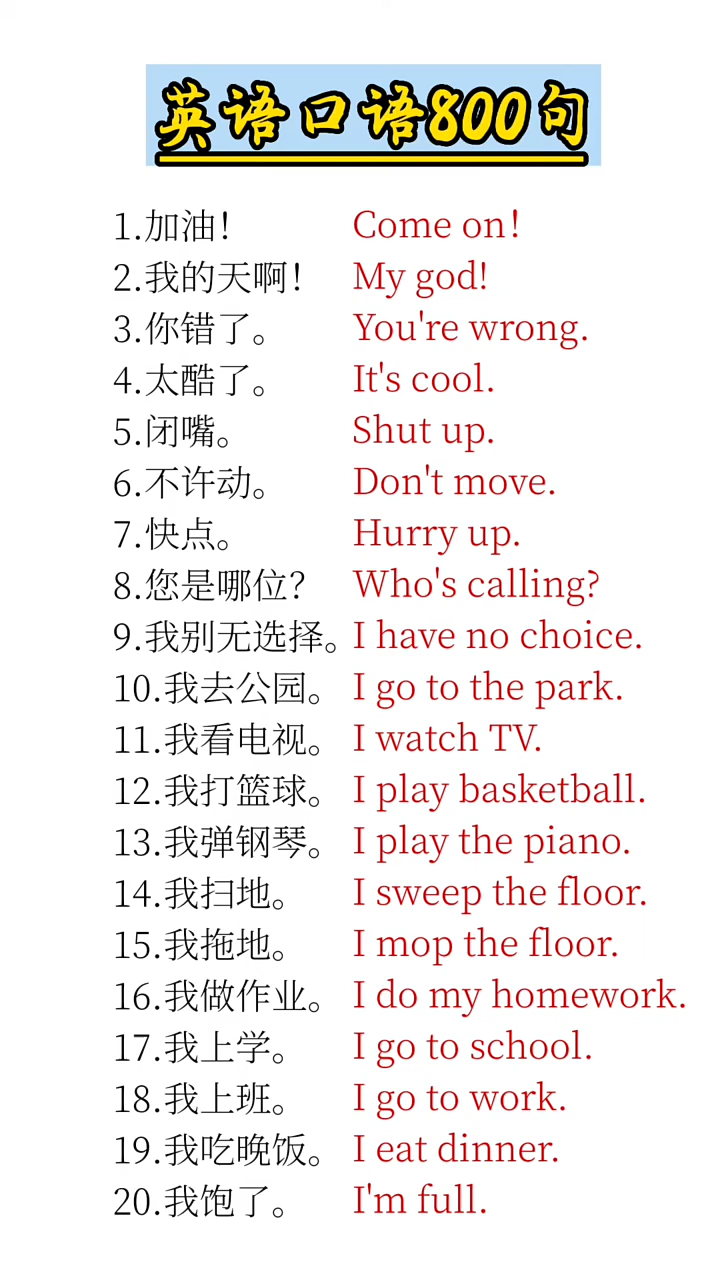 英语口语800句
1.加油！ Come on！
2.我的天啊！ My god!
3.你错了。 You're wrong.
4.太酷了。 It's cool.
5.闭嘴。 Shut up.
6.不许动。 Don't move.
7.快点。 Hurry up.
8.您是哪位？ Who's calling?
9.我别无选择。 I have no choice.
10.我去公园。 I go to the park.
11.我看电视。 I watch TV.
12.我打篮球。 I play basketball.
13.我弹钢琴。 I play the piano.
14.我扫地。 I sweep the floor.
15.我拖地。 I mop the floor.
16.我做作业。 I do my homework.
17.我上学。 I go to school.
18.我上班。 I go to work.
19.我吃晚饭。 I eat dinner.
20.我饱了。 I'm full.